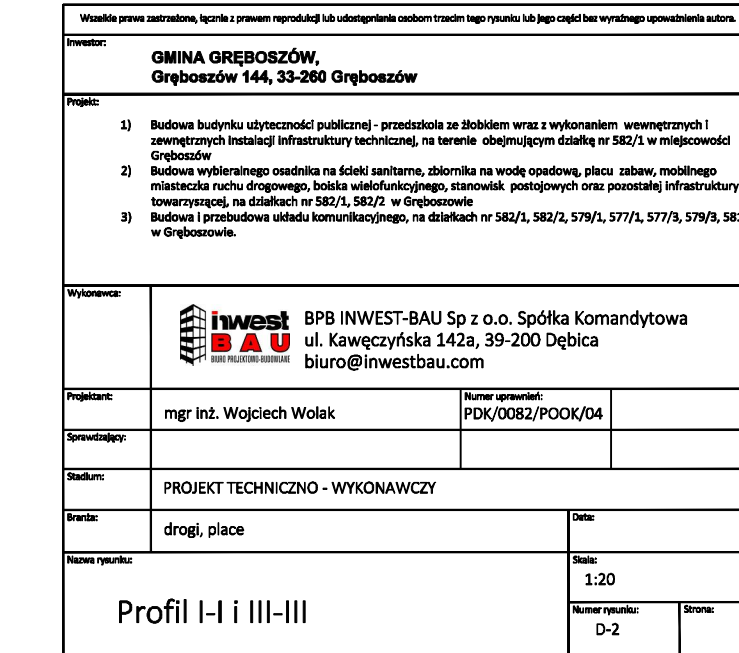 Wszelkie prawa zastrzeżone, łącznie z prawem reprodukcji lub udostępniania osobom trzecim tego rysunku lub jego części bez wyraźnego upoważnienia autora.
Inwestor:
GMINA GRĘBOSZÓW,
Gręboszów 144, 33-260 Gręboszów
Projekt:
1) Budowa budynku użyteczności publicznej - przedszkola ze żłobkiem wraz z wykonaniem wewnętrznych i
zewnętrznych instalacji infrastruktury technicznej, na terenie obejmującym działkę nr 582/1 w miejscowości
Gręboszów
2) Budowa wybieralnego osadnika na ścieki sanitarne, zbiornika na wodę opadową, placu zabaw, mobilnego
miasteczka ruchu drogowego, boiska wielofunkcyjnego, stanowisk postojowych oraz pozostałej infrastruktury
towarzyszącej, na działkach nr 582/1, 582/2 w Gręboszowie
3) Budowa i przebudowa układu komunikacyjnego, na działkach nr 582/1, 582/2, 579/1, 577/1, 577/3, 579/3,
w Gręboszowie.
Wykonawca:
inwest
BAU
BIURO PROJEKTOWO-BUDOWLANE
BPB INWEST-BAU Sp z o.o. Spółka Komandytowa
ul. Kawęczyńska 142a, 39-200 Dębica
biuro@inwestbau.com
Projektant:
mgr inż. Wojciech Wolak
Numer uprawnień:
PDK/0082/POOK/04
Sprawdzający:
Stadium:
PROJEKT TECHNICZNO - WYKONAWCZY
Branża:
drogi, place
Data:
Nazwa rysunku:
Profil I-I i III-III
Skala:
1:20
Numer rysunku:
D-2
Strona: